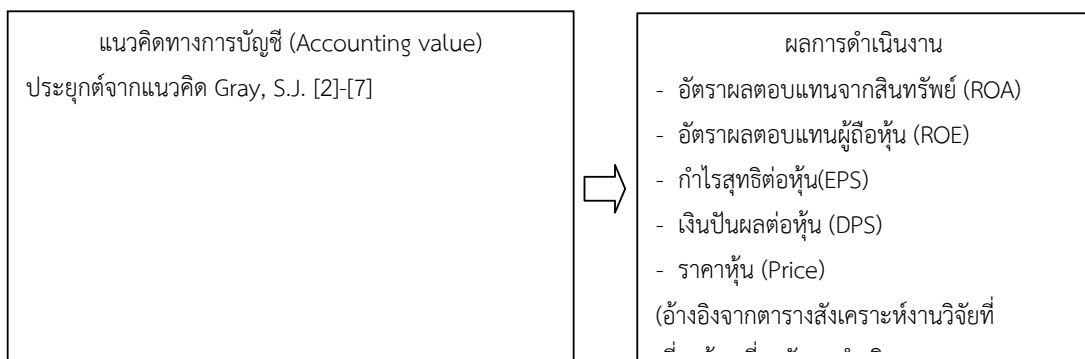 แนวคิดทางการบัญชี (Accounting value)
ประยุกต์จากแนวคิด Gray, S.J. [2]-[7]
ผลการดำเนินงาน
- อัตราผลตอบแทนจากสินทรัพย์ (ROA)
- อัตราผลตอบแทนผู้ถือหุ้น (ROE)
- กำไรสุทธิต่อหุ้น(EPS)
- เงินปันผลต่อหุ้น (DPS)
- ราคาหุ้น (Price)
(อ้างอิงจากตารางสังเคราะห์งานวิจัยที่